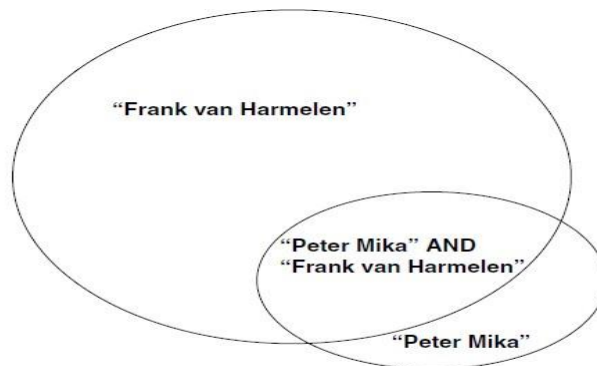 “Frank van Harmelen”
“Peter Mika” AND
“Frank van Harmelen”
“Peter Mika”